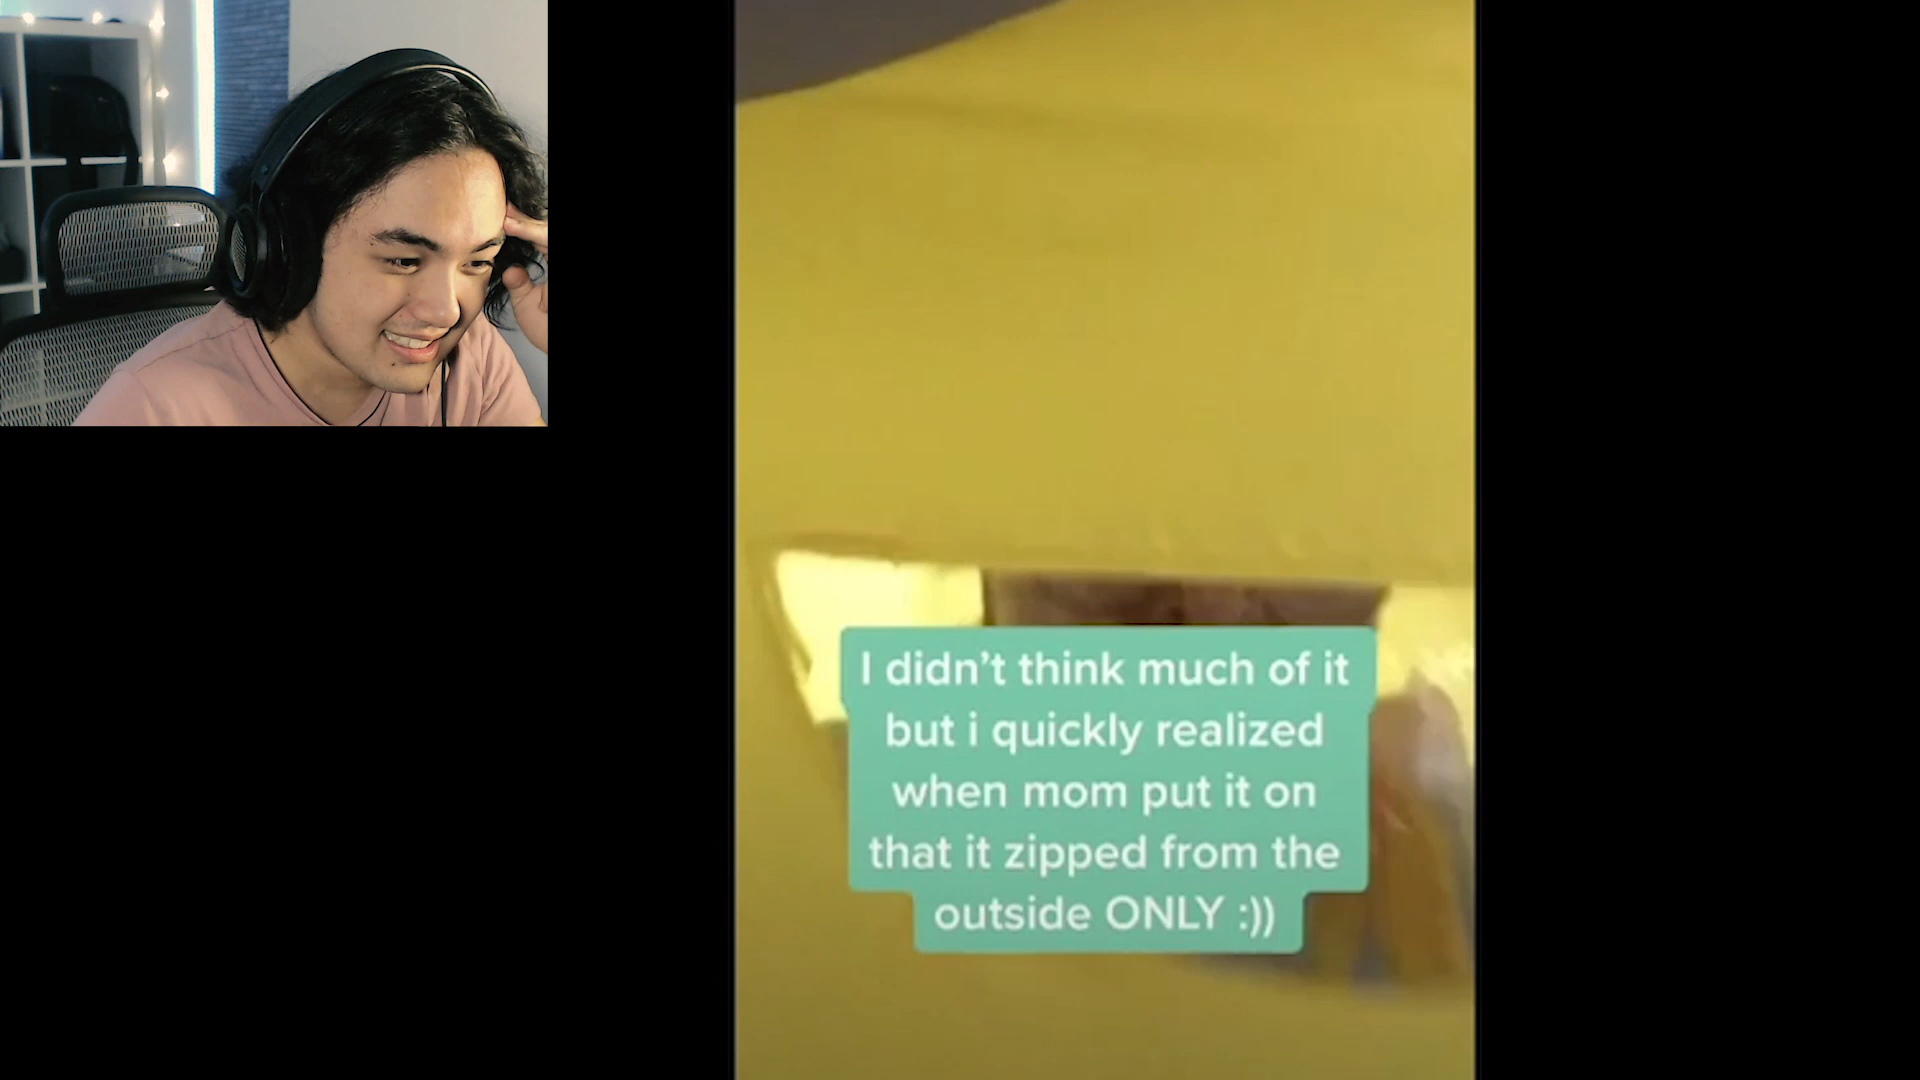 I didn't think much of it
but i quickly realized
when mom put it on
that it zipped from the
outside ONLY :))